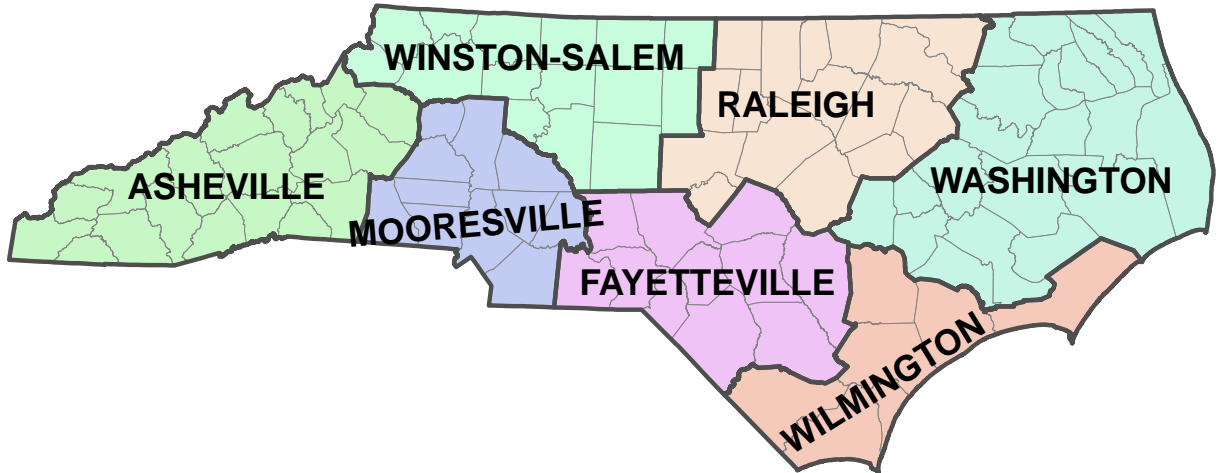 WINSTON-SALEM
RALEIGH
ASHEVILLE
WASHINGTON
MOORESVILLE
FAYETTEVILLE
WILMINGTON